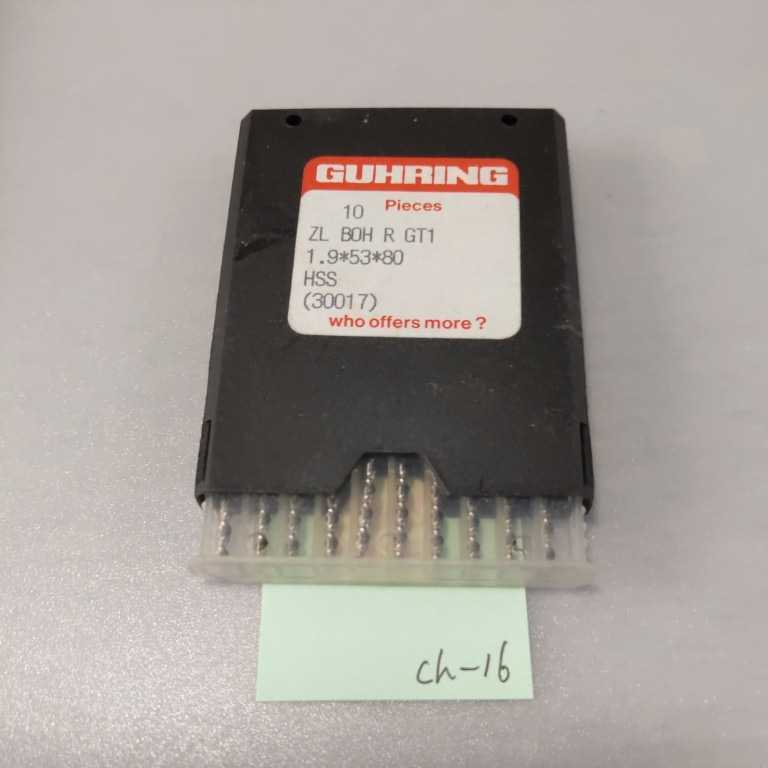 GUHRING
10 Pieces
ZL BOH R GT1
1.9*53*80
HSS
(30017)
who offers more?
ch-16